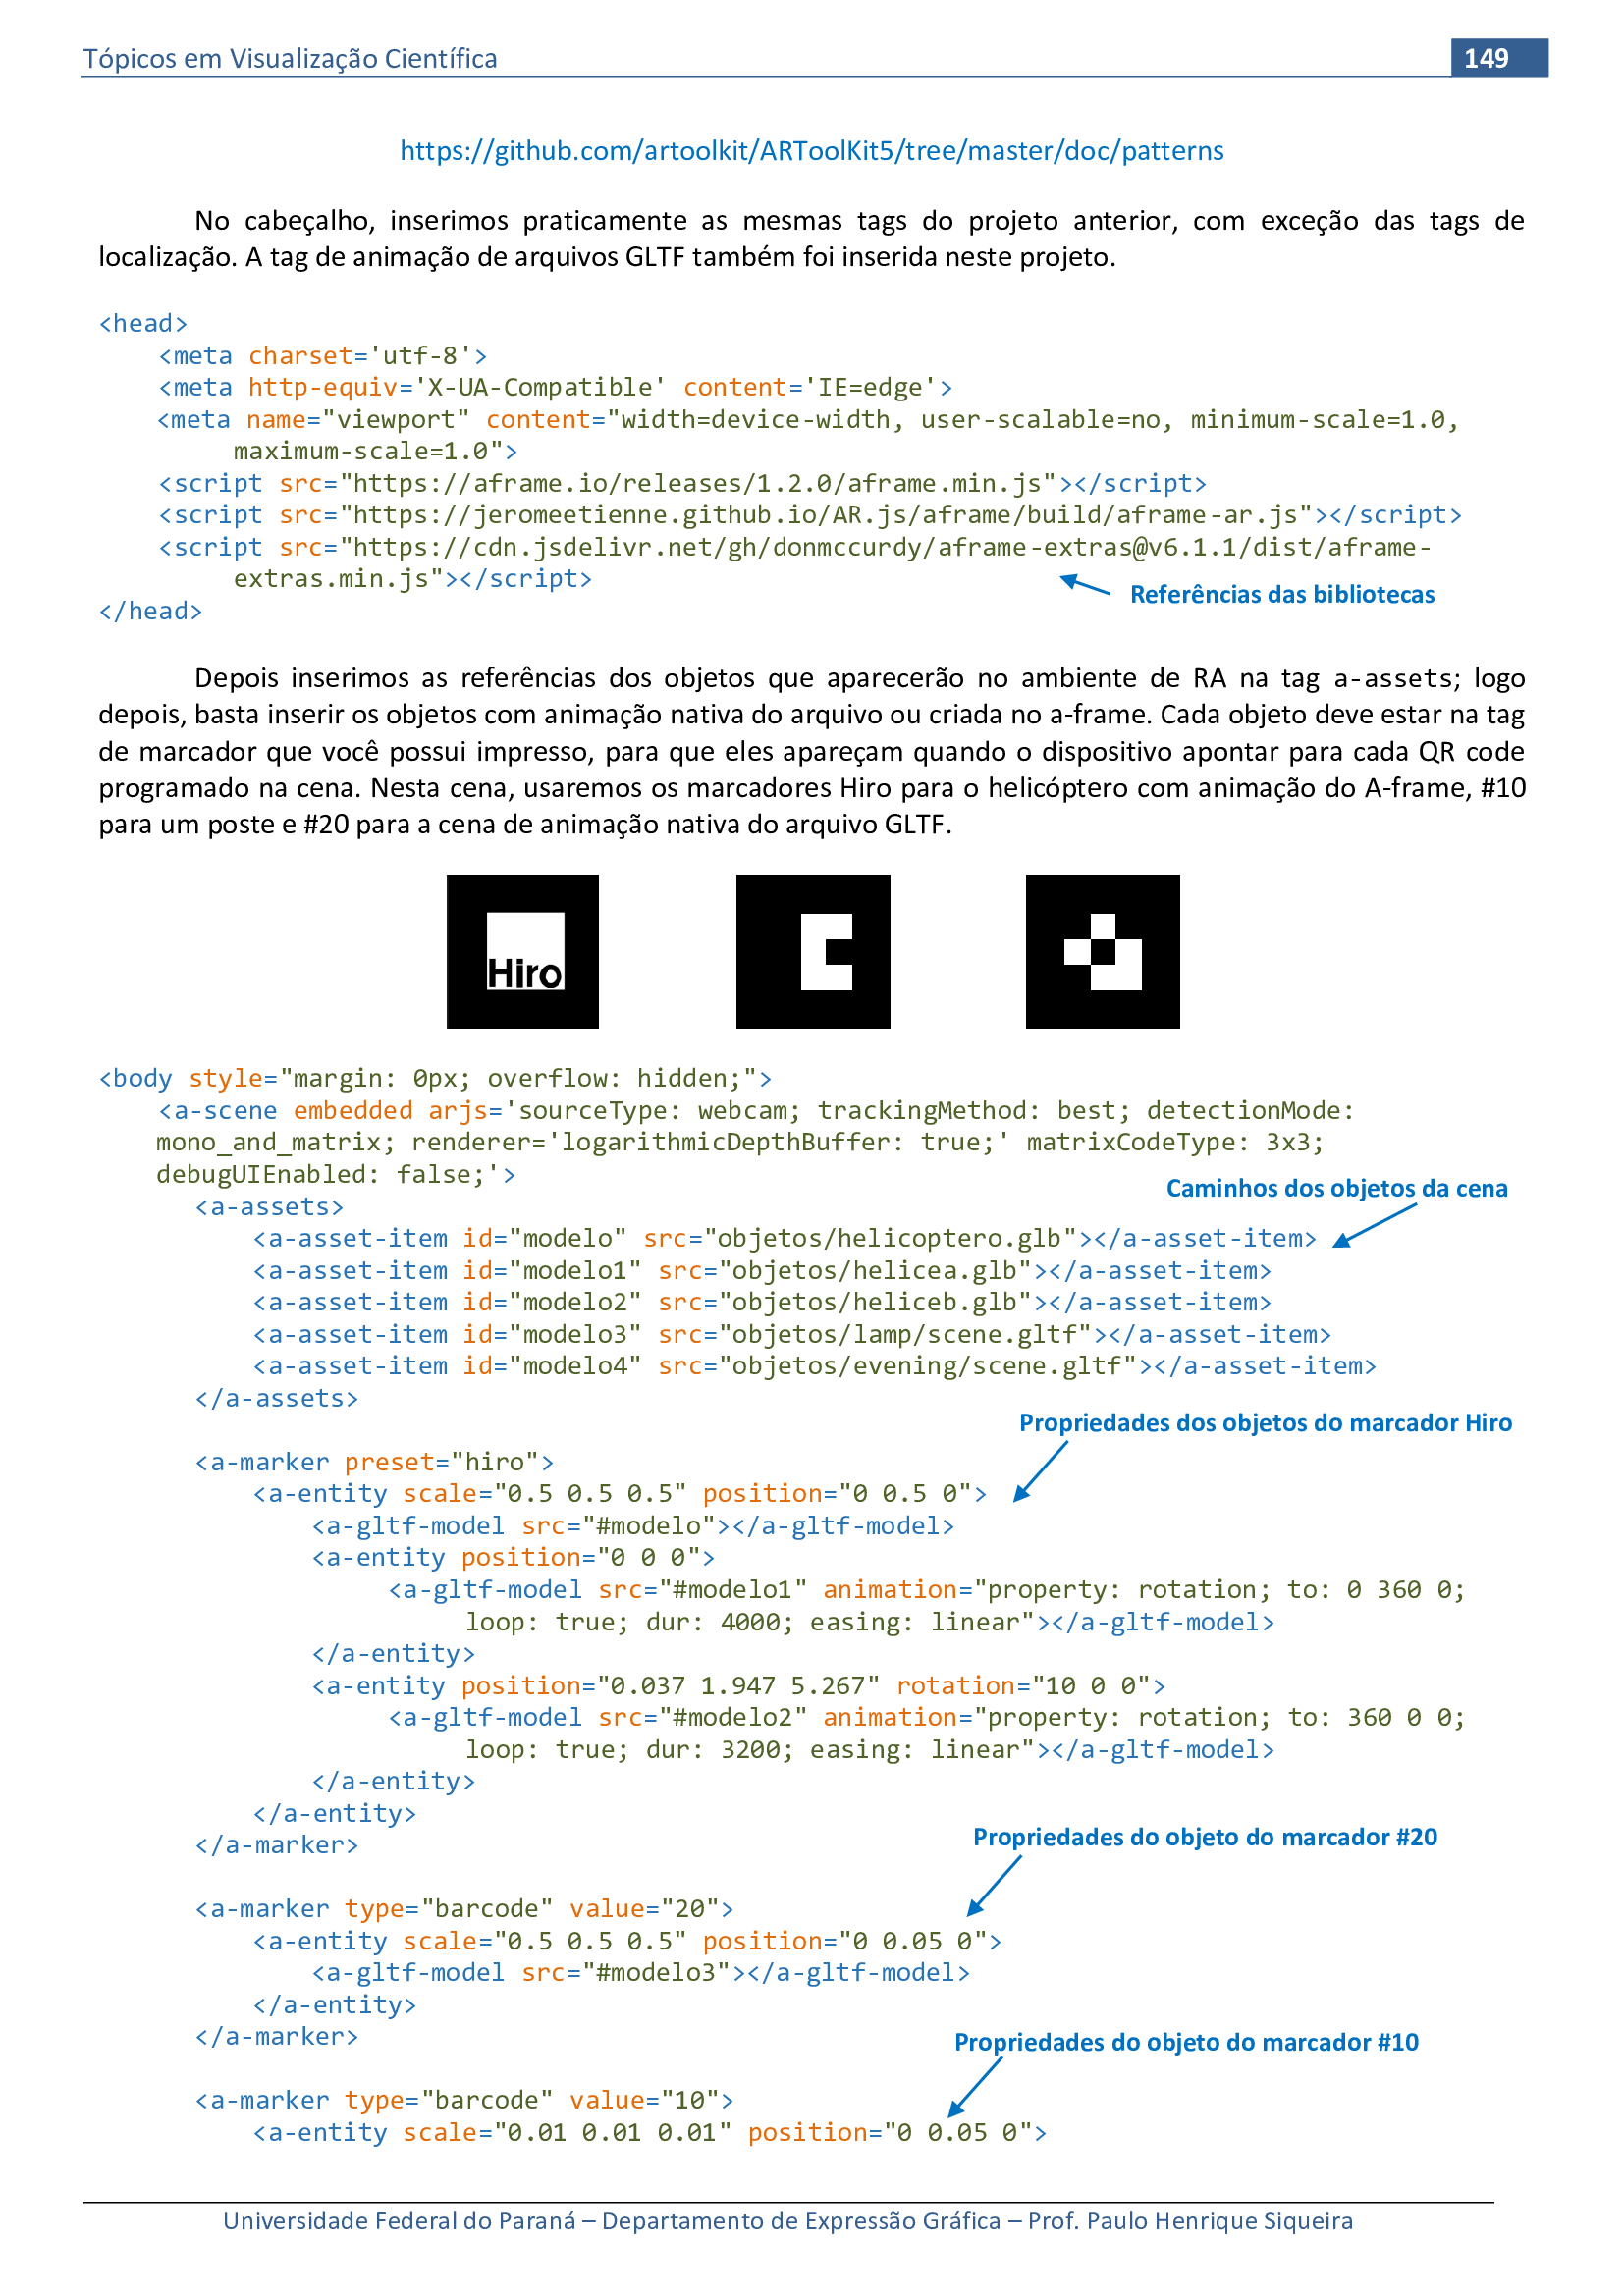 Tópicos em Visualização Científica 149
https://github.com/artoolkit/ARToolKit5/tree/master/doc/patterns
No cabeçalho, inserimos praticamente as mesmas tags do projeto anterior, com exceção das tags de
localização. A tag de animação de arquivos GLTF também foi inserida neste projeto.
<head>
<meta charset='utf-8'>
<meta http-equiv='X-UA-Compatible' content='IE=edge'>
<meta name="viewport" content="width=device-width, user-scalable=no, minimum-scale=1.0,
maximum-scale=1.0">
<script src="https://aframe.io/releases/1.2.0/aframe.min.js"></script>
<script src="https://jeromeetienne.github.io/AR.js/aframe/build/aframe-ar.js"></script>
<script src="https://cdn.jsdelivr.net/gh/donmccurdy/aframe-extras@v6.1.1/dist/aframe-
extras.min.js"></script>
Referências das bibliotecas
</head>
Depois inserimos as referências dos objetos que aparecerão no ambiente de RA na tag a-assets; logo
depois, basta inserir os objetos com animação nativa do arquivo ou criada no a-frame. Cada objeto deve estar na tag
de marcador que você possui impresso, para que eles apareçam quando o dispositivo apontar para cada QR code
programado na cena. Nesta cena, usaremos os marcadores Hiro para o helicóptero com animação do A-frame, #10
para um poste e #20 para a cena de animação nativa do arquivo GLTF.
Hiro
<body style="margin: 0px; overflow: hidden;">
<a-scene embedded arjs='sourceType: webcam; trackingMethod: best; detectionMode:
mono_and_matrix; renderer='logarithmicDepthBuffer: true;' matrixCodeType: 3x3;
debugUIEnabled: false;'>
Caminhos dos objetos da cena
<a-assets>
<a-asset-item id="modelo" src="objetos/helicoptero.glb"></a-asset-item>
<a-asset-item id="modelo1" src="objetos/helicea.glb"></a-asset-item>
<a-asset-item id="modelo2" src="objetos/heliceb.glb"></a-asset-item>
<a-asset-item id="modelo3" src="objetos/lamp/scene.gltf"></a-asset-item>
<a-asset-item id="modelo4" src="objetos/evening/scene.gltf"></a-asset-item>
</a-assets>
Propriedades dos objetos do marcador Hiro
<a-marker preset="hiro">
<a-entity scale="0.5 0.5 0.5" position="0 0.5 0">
<a-gltf-model src="#modelo"></a-gltf-model>
<a-entity position="0 0 0">
<a-gltf-model src="#modelo1" animation="property: rotation; to: 0 360 0;
loop: true; dur: 4000; easing: linear"></a-gltf-model>
</a-entity>
<a-entity position="0.037 1.947 5.267" rotation="10 0 0">
<a-gltf-model src="#modelo2" animation="property: rotation; to: 360 0 0;
loop: true; dur: 3200; easing: linear"></a-gltf-model>
</a-entity>
</a-entity>
</a-marker>
Propriedades do objeto do marcador #20
<a-marker type="barcode" value="20">
<a-entity scale="0.5 0.5 0.5" position="0 0.05 0">
<a-gltf-model src="#modelo3"></a-gltf-model>
</a-entity>
</a-marker>
Propriedades do objeto do marcador #10
<a-marker type="barcode" value="10">
<a-entity scale="0.01 0.01 0.01" position="0 0.05 0">
Universidade Federal do Paraná – Departamento de Expressão Gráfica – Prof. Paulo Henrique Siqueira